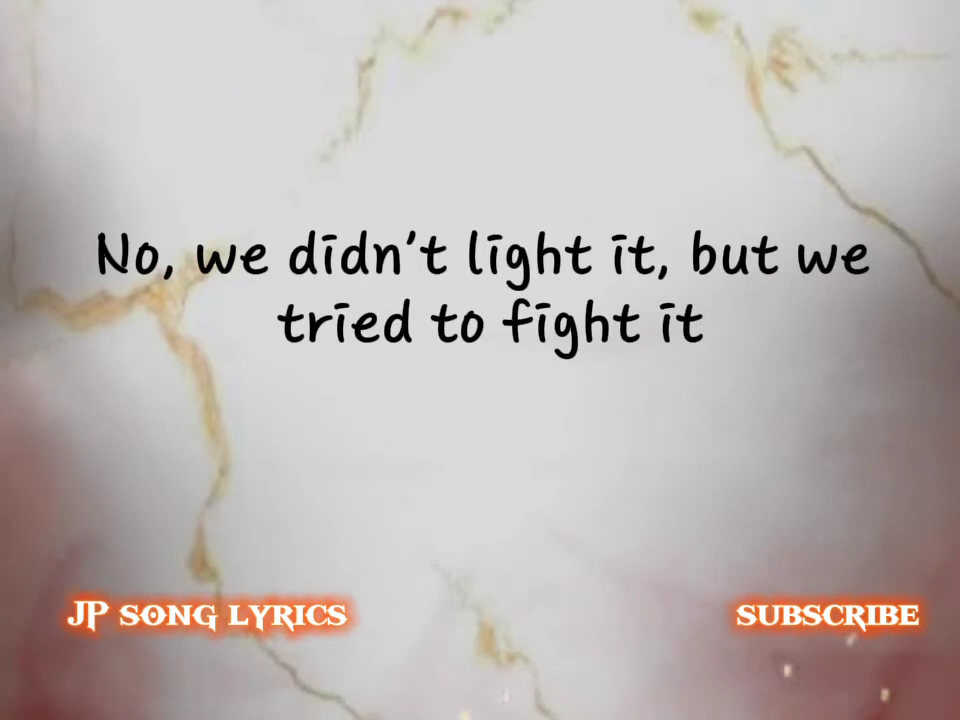 No, we didn't light it, but we
tried to fight it
JP SONG LYRICS
SUBSCRIBE